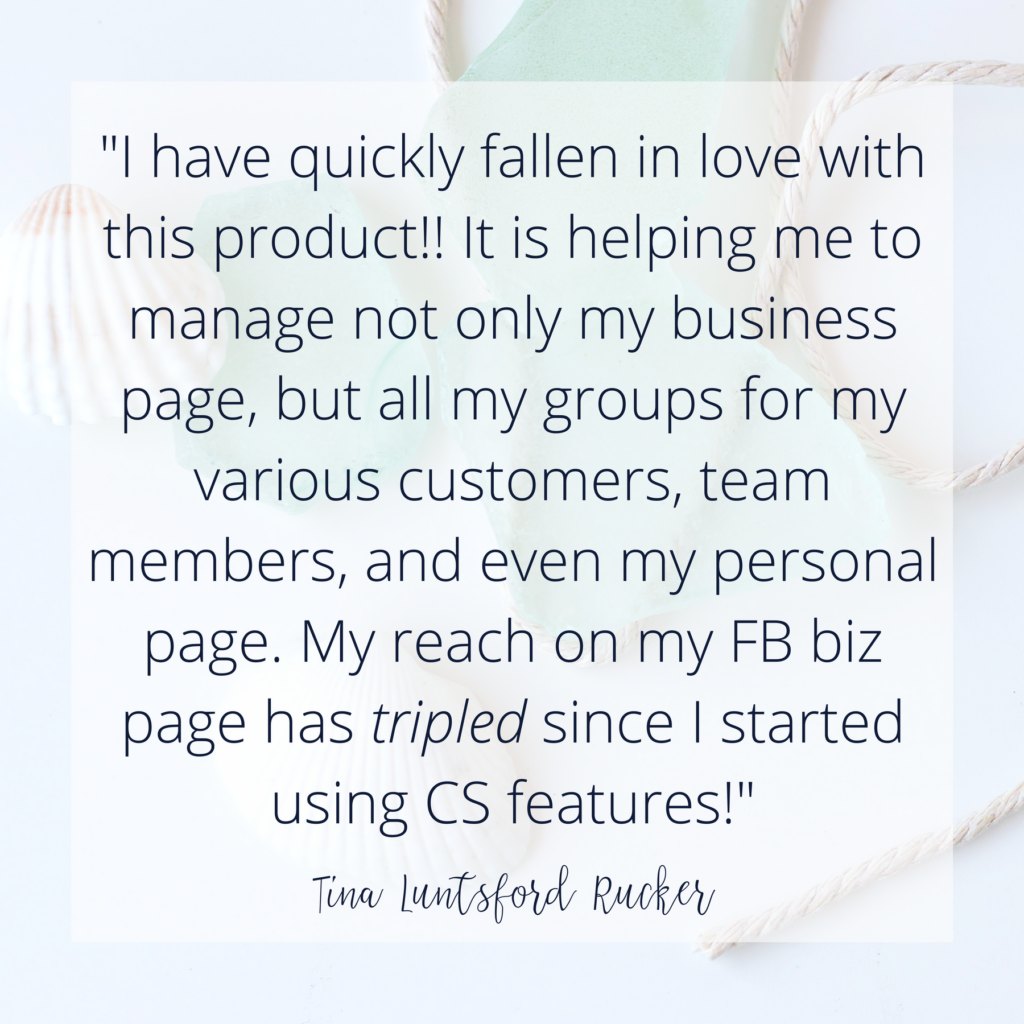 "I have quickly fallen in love with
this product!! It is helping me to
manage not only my business
page, but all my groups for my
various customers, team
members, and even my personal
page. My reach on my FB biz
page has tripled since I started
using CS features!"
Tina Luntsford Rucker